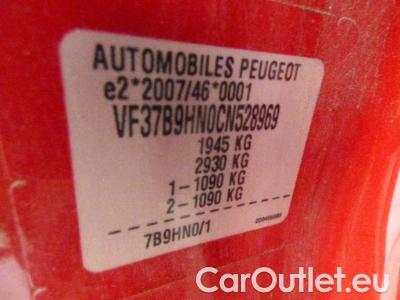 AUTOMOBILES PEUGEOT
e2*2007/46*0001
VF37B9HN0CN528969
1945 KG
2930 KG
1-1090 KG
2-1090 KG
7B9HN0/1
CarOutlet.eu